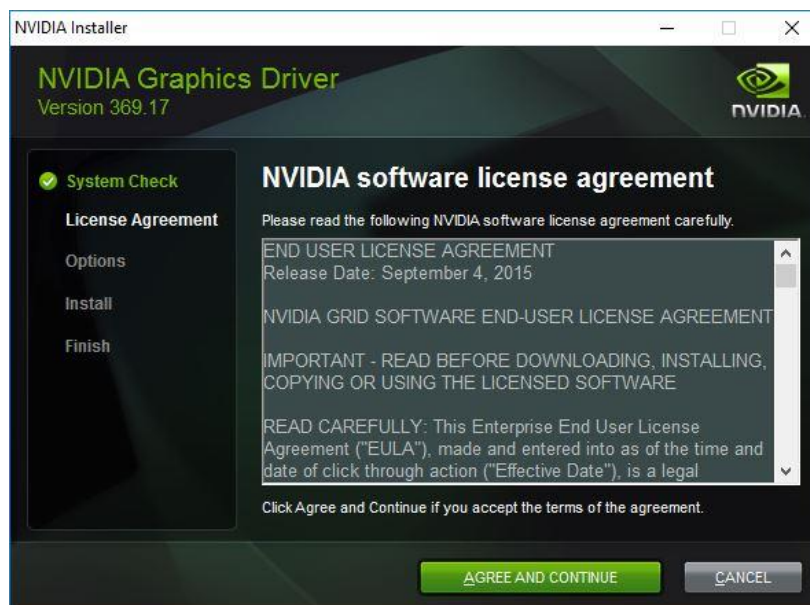 NVIDIA Installer
NVIDIA Graphics Driver
Version 369.17
NVIDIA.
System Check
License Agreement
Options
Install
Finish
NVIDIA software license agreement
Please read the following NVIDIA software license agreement carefully.
END USER LICENSE AGREEMENT
Release Date: September 4, 2015
NVIDIA GRID SOFTWARE END-USER LICENSE AGREEMENT
IMPORTANT - READ BEFORE DOWNLOADING, INSTALLING,
COPYING OR USING THE LICENSED SOFTWARE
READ CAREFULLY: This Enterprise End User License
Agreement ("EULA"), made and entered into as of the time and
date of click through action ("Effective Date"), is a legal
Click Agree and Continue if you accept the terms of the agreement.
AGREE AND CONTINUE
CANCEL